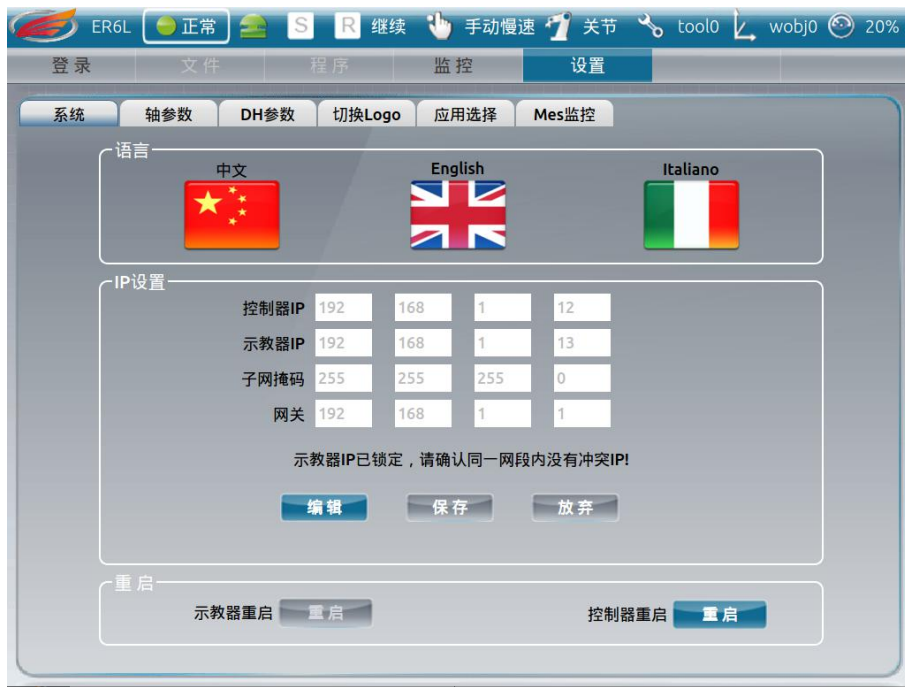 ER6L 正常 S R 继续 手动慢速 关节 tool0 wobj0 20%
登录 文件 程序 监控 设置
系统 轴参数 DH参数 切换Logo 应用选择 Mes监控
语言
中文 English Italiano
IP设置
控制器IP 192 168 1 12
示教器IP 192 168 1 13
子网掩码 255 255 255 0
网关 192 168 1 1
示教器IP已锁定，请确认同一网段内没有冲突IP!
编辑 保存 放弃
重启
示教器重启 重启 控制器重启 重启